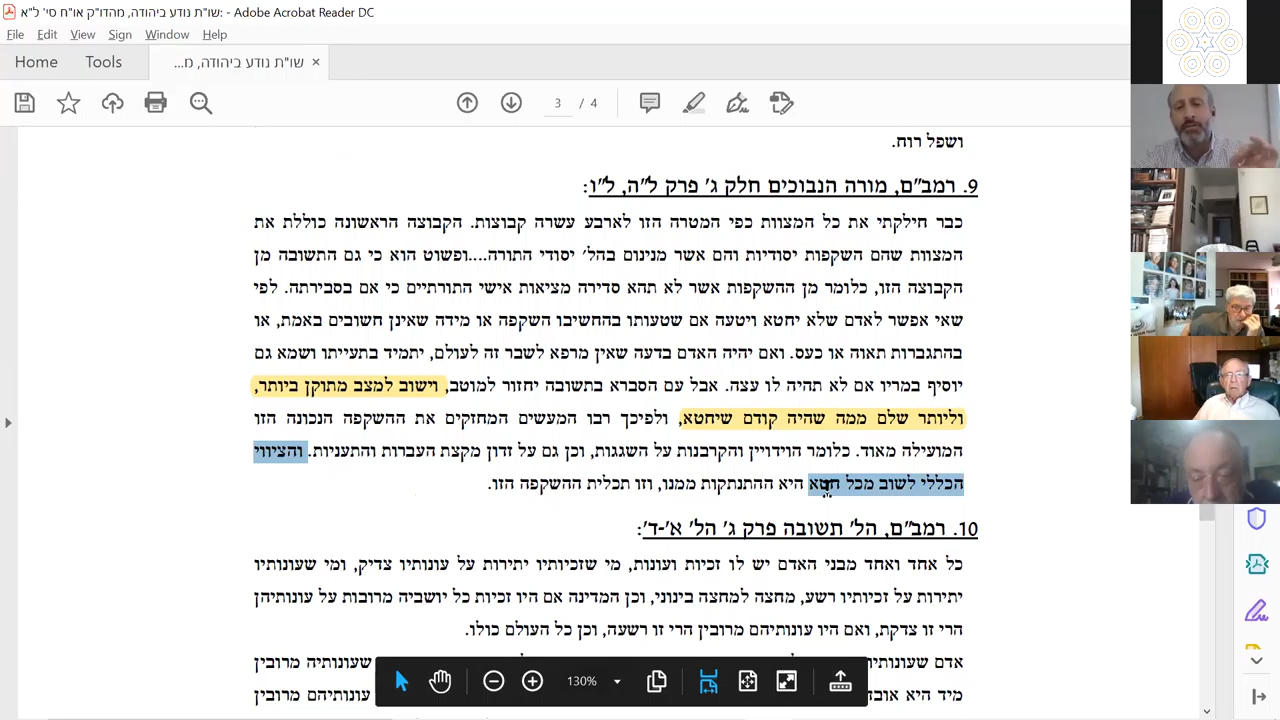 שו"ת נודע ביהודה, מהדו"ק או"ח סי' ל"א: - Adobe Acrobat Reader DC
File Edit View Sign Window Help
Home Tools שו"ת נודע ביהודה, מ... ×
3 / 4
ושפל רוח.
9. רמב"ם, מורה הנבוכים חלק ג' פרק ל"ה, ל"ו:
כבר חילקתי את כל המצוות כפי המטרה הזו לארבע עשרה קבוצות. הקבוצה הראשונה כוללת את
המצוות שהם השקפות יסודיות והם אשר מנינום בהל' יסודי התורה....ופשוט הוא כי גם התשובה מן
הקבוצה הזו, כלומר מן ההשקפות אשר לא תהא סדירה מציאות אישי התורתיים כי אם בסבירתה. לפי
שאי אפשר לאדם שלא יחטא ויטעה אם שטעותו בהחשיבו השקפה או מידה שאינן חשובים באמת, או
בהתגברות תאוה או כעס. ואם יהיה האדם בדעה שאין מרפא לשבר זה לעולם, יתמיד בתעייתו ושמא גם
יוסיף במריו אם לא תהיה לו עצה. אבל עם הסברא בתשובה יחזור למוטב, וישוב למצב מתוקן ביותר,
וליותר שלם ממה שהיה קודם שיחטא, ולפיכך רבו המעשים המחזקים את ההשקפה הנכונה הזו
המועילה מאוד. כלומר הוידויין והקרבנות על השגגות, וכן גם על זדון מקצת העברות והתעניות. והציווי
הכללי לשוב מכל חטא היא ההתנתקות ממנו, וזו תכלית ההשקפה הזו.
10. רמב"ם, הל' תשובה פרק ג' הל' א'-ד':
כל אחד ואחד מבני האדם יש לו זכיות ועונות, מי שזכיותיו יתירות על עונותיו צדיק, ומי שעונותיו
יתירות על זכיותיו רשע, מחצה למחצה בינוני, וכן המדינה אם היו זכיות כל יושביה מרובות על עונותיהן
הרי זו צדקת, ואם היו עונותיהם מרובין הרי זו רשעה, וכן כל העולם כולו.
אדם שעונותיו שעונותיה מרובין
מיד היא עונותיהם מרובין
130%